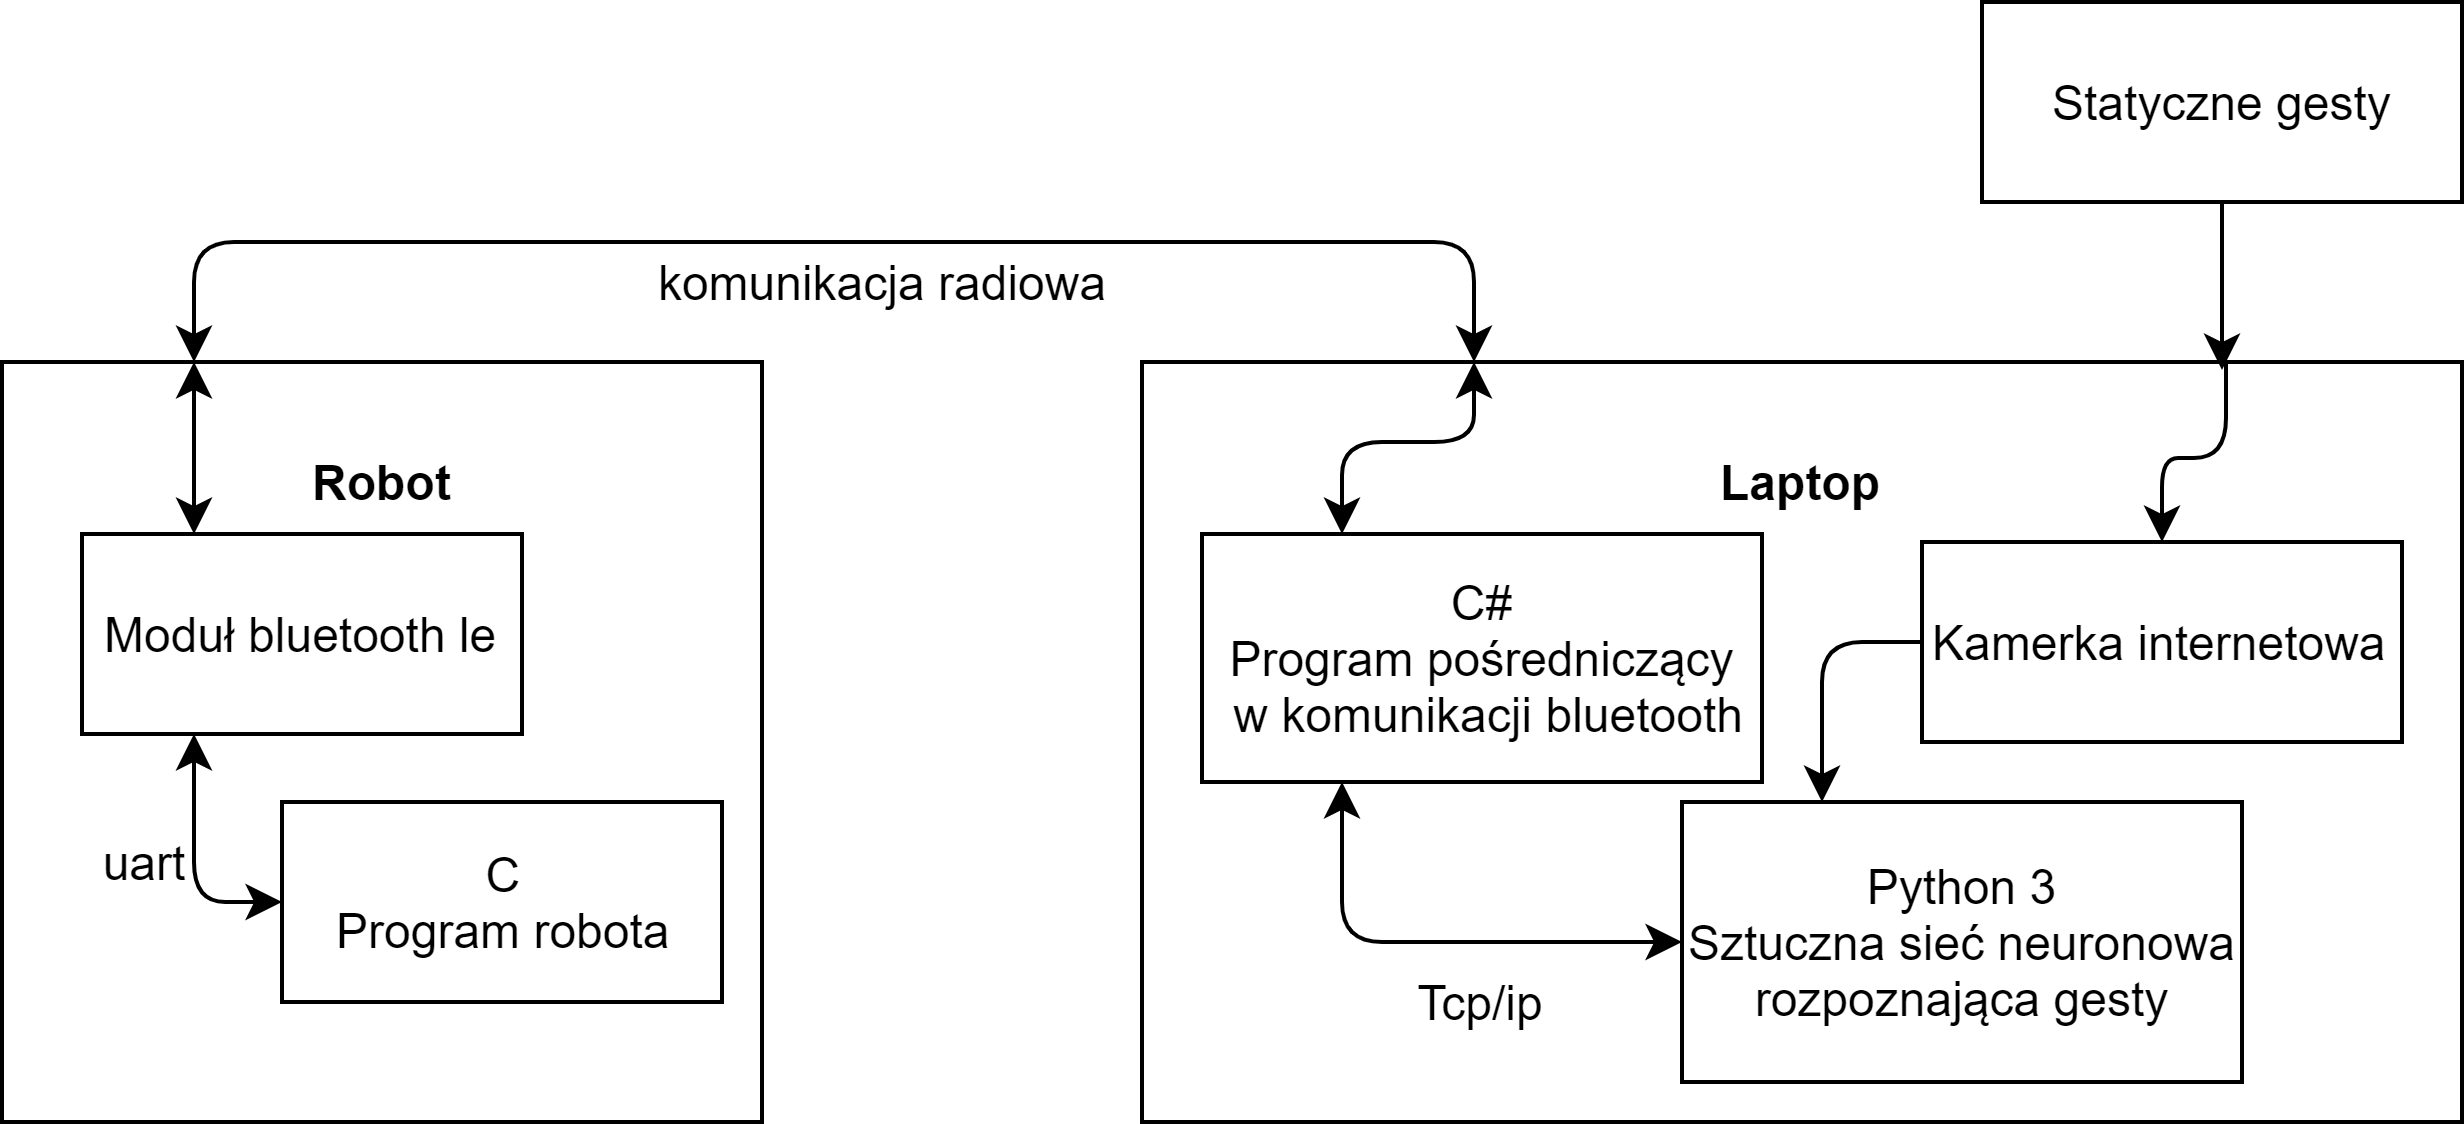 Statyczne gesty
komunikacja radiowa
Robot
Moduł bluetooth le
uart
C
Program robota
Laptop
C#
Program pośredniczący
w komunikacji bluetooth
Kamerka internetowa
Tcp/ip
Python 3
Sztuczna sieć neuronowa
rozpoznająca gesty